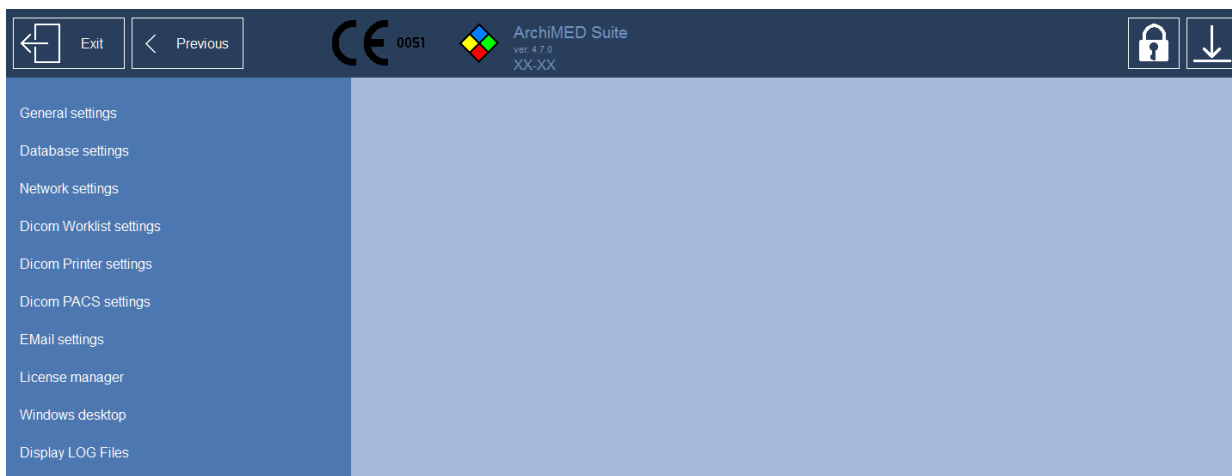 Exit
Previous
CE 0051
ArchiMED Suite
ver. 4.7.0
XX-XX
General settings
Database settings
Network settings
Dicom Worklist settings
Dicom Printer settings
Dicom PACS settings
EMail settings
License manager
Windows desktop
Display LOG Files